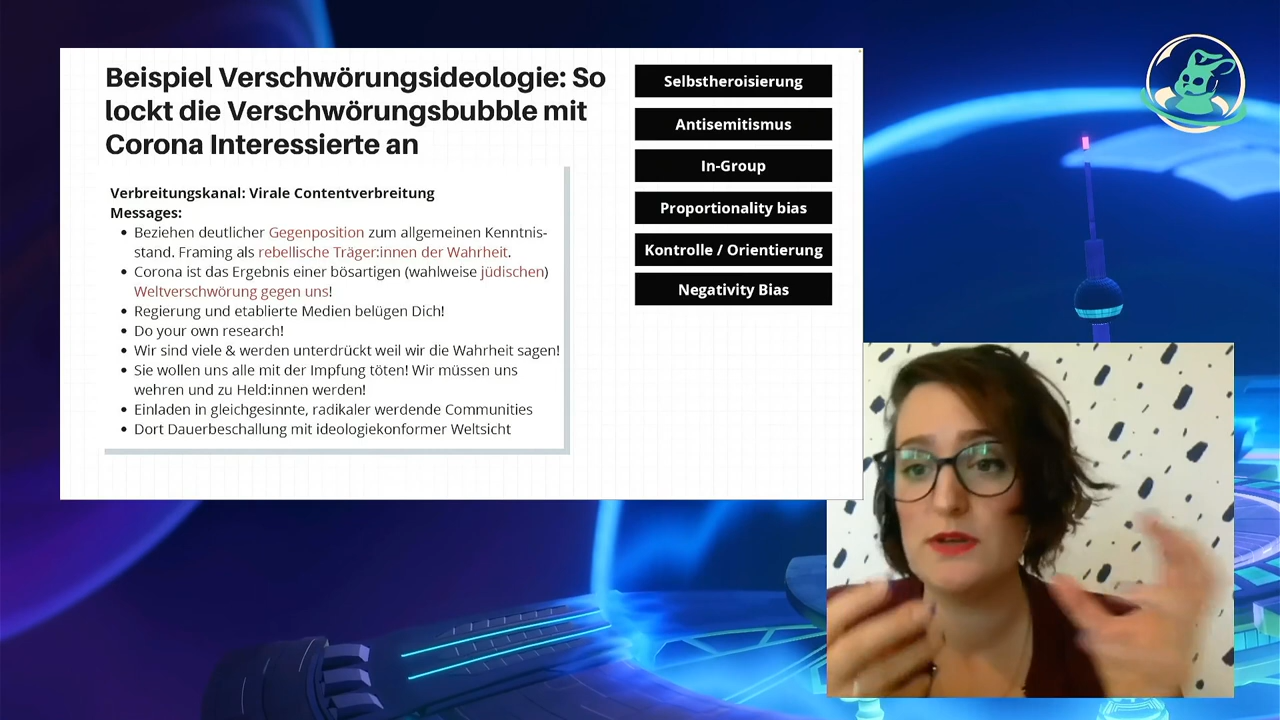 Beispiel Verschwörungsideologie: So
lockt die Verschwörungsbubble mit
Corona Interessierte an
Verbreitungskanal: Virale Contentverbreitung
Messages:
• Beziehen deutlicher Gegenposition zum allgemeinen Kenntnis-
stand. Framing als rebellische Träger:innen der Wahrheit.
• Corona ist das Ergebnis einer bösartigen (wahlweise jüdischen)
Weltverschwörung gegen uns!
• Regierung und etablierte Medien belügen Dich!
• Do your own research!
• Wir sind viele & werden unterdrückt weil wir die Wahrheit sagen!
• Sie wollen uns alle mit der Impfung töten! Wir müssen uns
wehren und zu Held:innen werden!
• Einladen in gleichgesinnte, radikaler werdende Communities
• Dort Dauerbeschallung mit ideologiekonformer Weltsicht
Selbstheroisierung
Antisemitismus
In-Group
Proportionality bias
Kontrolle / Orientierung
Negativity Bias